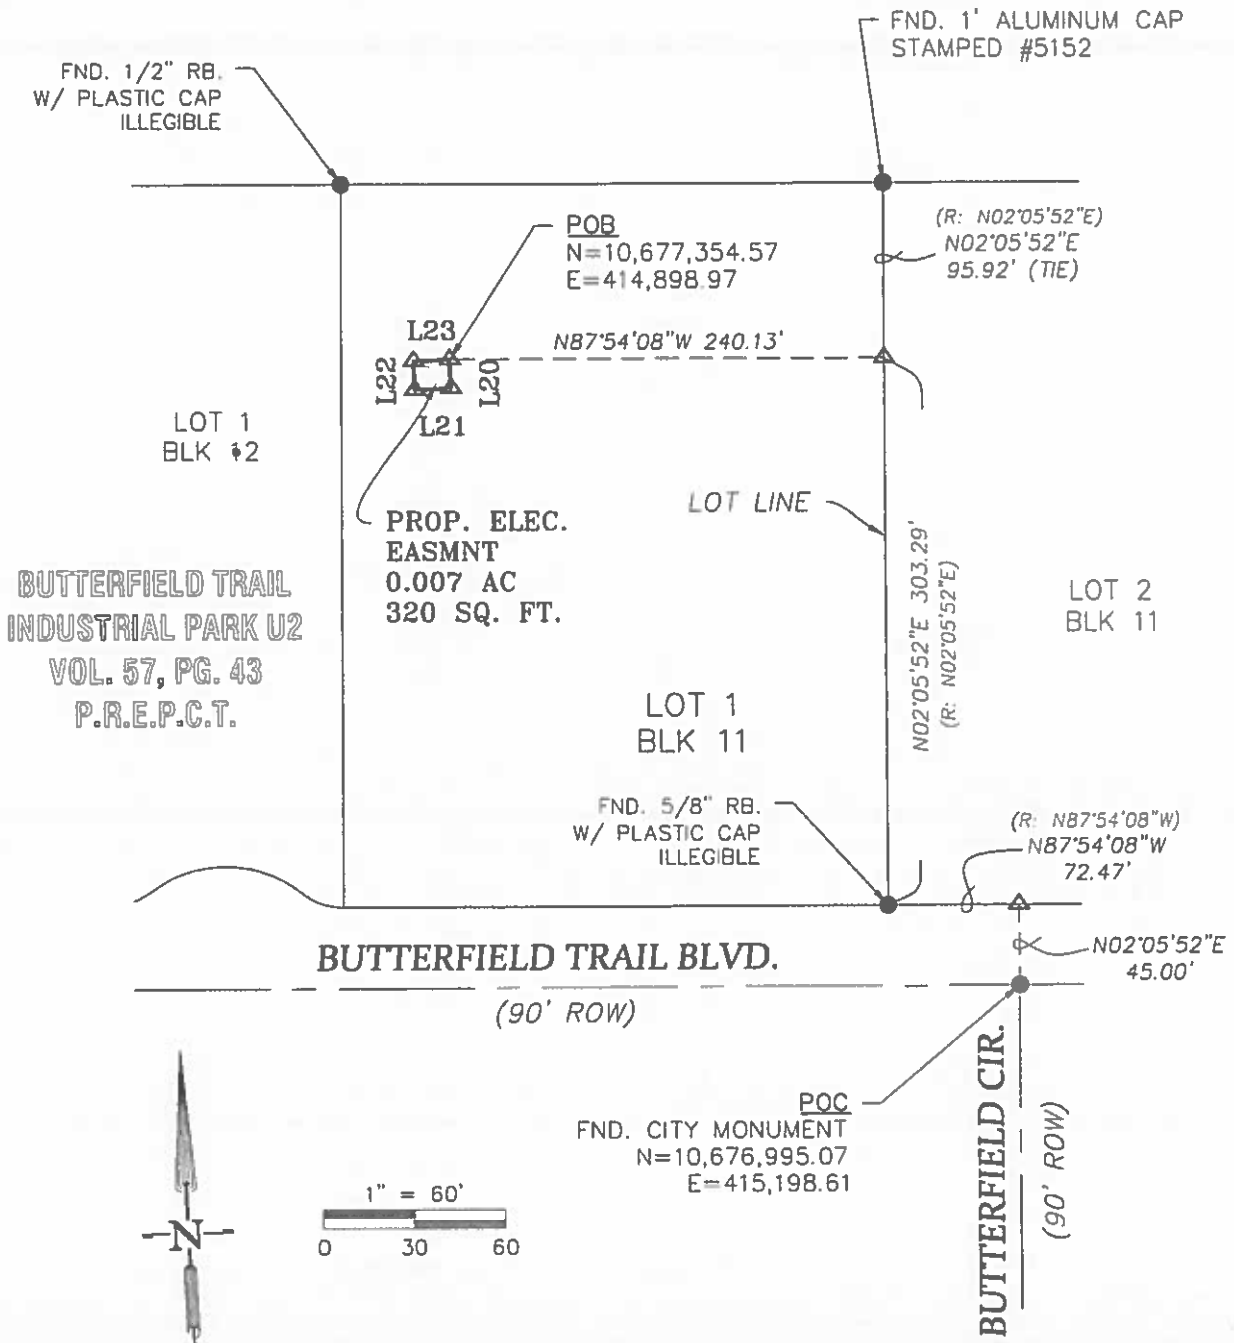 FND. 1' ALUMINUM CAP
STAMPED #5152
FND. 1/2" RB.
W/ PLASTIC CAP
ILLEGIBLE
(R: N02°05'52"E)
N02°05'52"E
95.92' (TIE)
POB
N=10,677,354.57
E=414,898.97
N87°54'08"W 240.13'
L23
L22
L20
L21
LOT 1
BLK 12
LOT LINE
PROP. ELEC.
EASMNT
0.007 AC
320 SQ. FT.
N02°05'52"E 303.29'
(R: N02°05'52"E)
LOT 2
BLK 11
BUTTERFIELD TRAIL
INDUSTRIAL PARK U2
VOL. 57, PG. 43
P.R.E.P.C.T.
LOT 1
BLK 11
FND. 5/8" RB.
W/ PLASTIC CAP
ILLEGIBLE
(R: N87°54'08"W)
N87°54'08"W
72.47'
BUTTERFIELD TRAIL BLVD.
(90' ROW)
N02°05'52"E
45.00'
POC
FND. CITY MONUMENT
N=10,676,995.07
E=415,198.61
BUTTERFIELD CIR.
(90' ROW)
N
1" = 60'
0 30 60